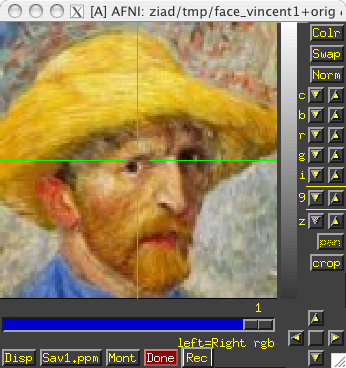 X [A] AFNI: ziad/tmp/face_vincent1+orig
Colr
Swap
Norm
c
b
r
g
i
9
z
pan
crop
1
left=Right rgb
Disp Sav1.ppm Mont Done Rec